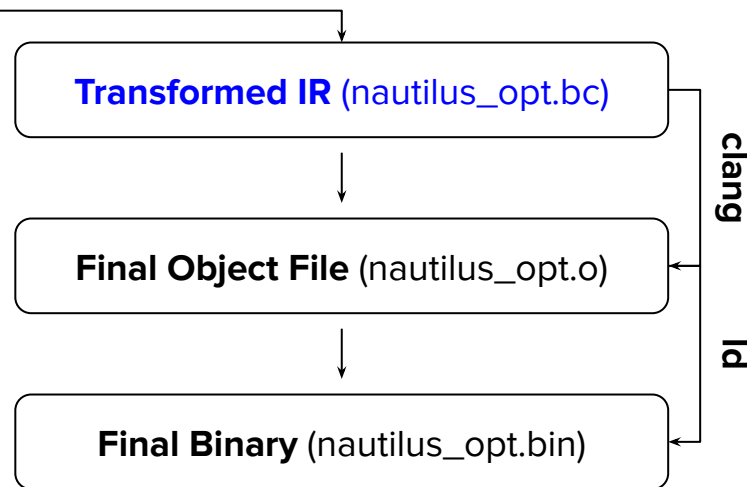 Transformed IR (nautilus_opt.bc)
clang
Final Object File (nautilus_opt.o)
ld
Final Binary (nautilus_opt.bin)